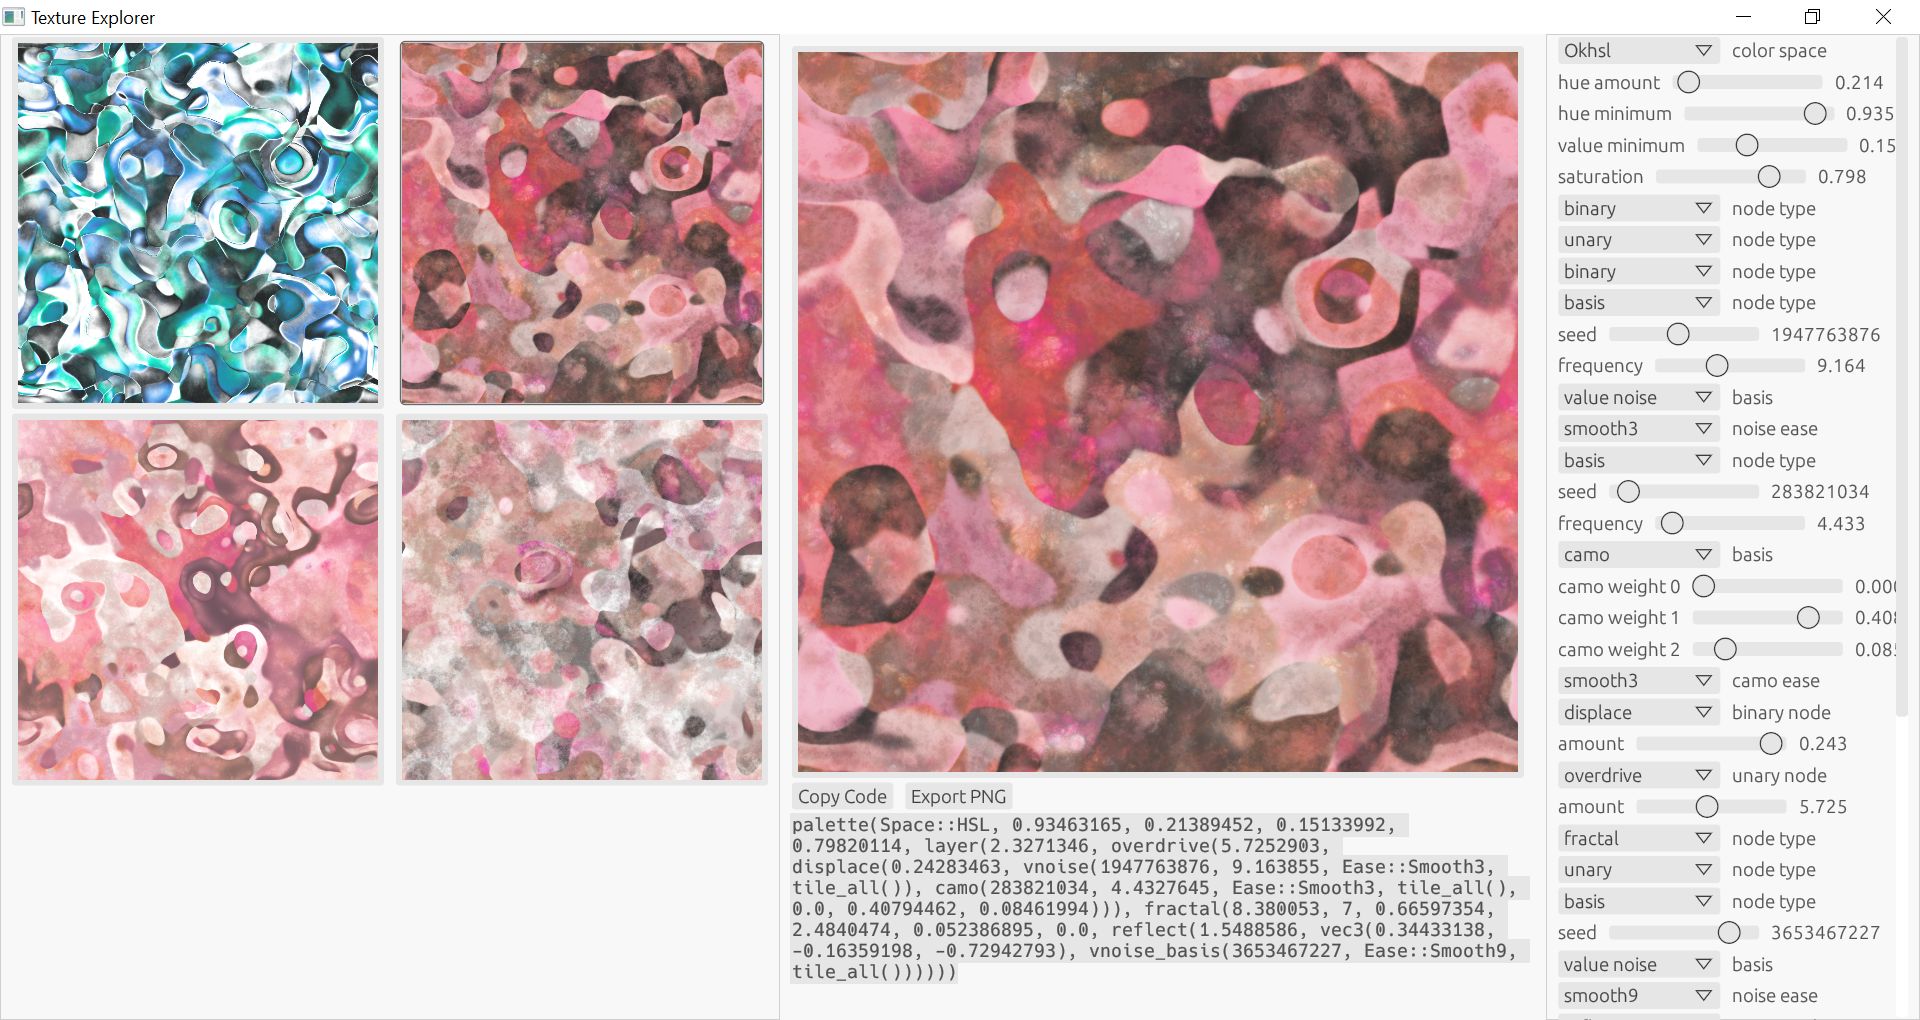 Texture Explorer
Okhsl color space
hue amount 0.214
hue minimum 0.935
value minimum 0.15
saturation 0.798
binary node type
unary node type
binary node type
basis node type
seed 1947763876
frequency 9.164
value noise basis
smooth3 noise ease
basis node type
seed 283821034
frequency 4.433
camo basis
camo weight 0 0.00
camo weight 1 0.40
camo weight 2 0.08
smooth3 camo ease
displace binary node
amount 0.243
overdrive unary node
amount 5.725
fractal node type
unary node type
basis node type
seed 3653467227
value noise basis
smooth9 noise ease
Copy Code Export PNG
palette(Space::HSL, 0.93463165, 0.21389452, 0.15133992,
0.79820114, layer(2.3271346, overdrive(5.7252903,
displace(0.24283463, vnoise(1947763876, 9.163855, Ease::Smooth3,
tile_all()), camo(283821034, 4.4327645, Ease::Smooth3, tile_all(),
0.0, 0.40794462, 0.08461994))), fractal(8.380053, 7, 0.66597354,
2.4840474, 0.052386895, 0.0, reflect(1.5488586, vec3(0.34433138,
-0.16359198, -0.72942793), vnoise_basis(3653467227, Ease::Smooth9,
tile_all())))))